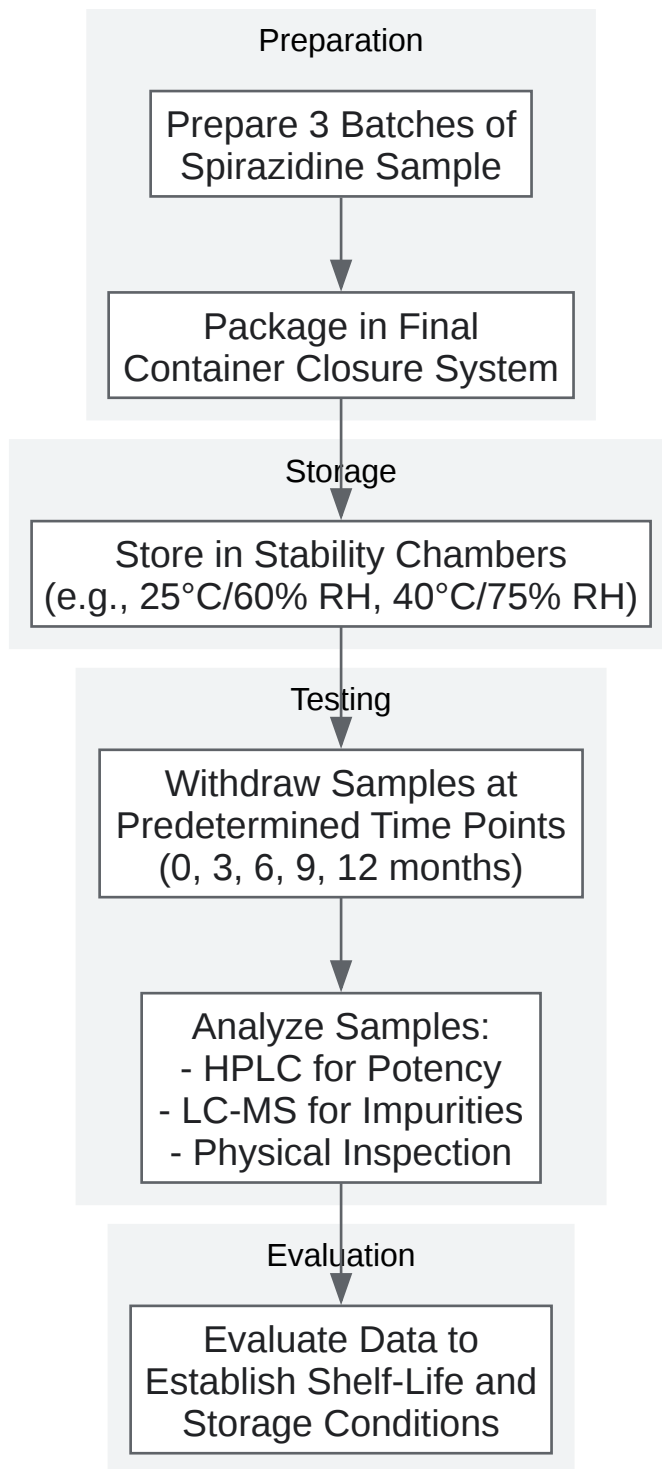 Preparation
Prepare 3 Batches of
Spirazidine Sample
Package in Final
Container Closure System
Storage
Store in Stability Chambers
(e.g., 25°C/60% RH, 40°C/75% RH)
Testing
Withdraw Samples at
Predetermined Time Points
(0, 3, 6, 9, 12 months)
Analyze Samples:
- HPLC for Potency
- LC-MS for Impurities
- Physical Inspection
Evaluation
Evaluate Data to
Establish Shelf-Life and
Storage Conditions